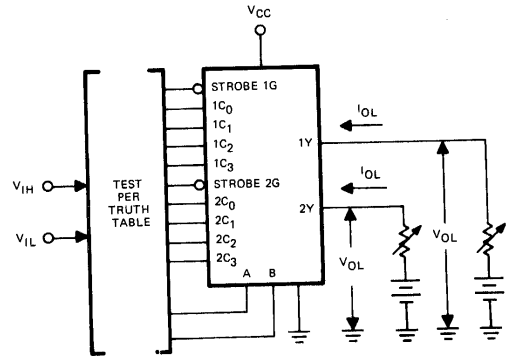 VCC
STROBE 1G
1C0
1C1
1C2
1C3
STROBE 2G
2C0
2C1
2C2
2C3
A B
1Y
2Y
IOL
IOL
VOL
VOL
VIH
VIL
TEST
PER
TRUTH
TABLE